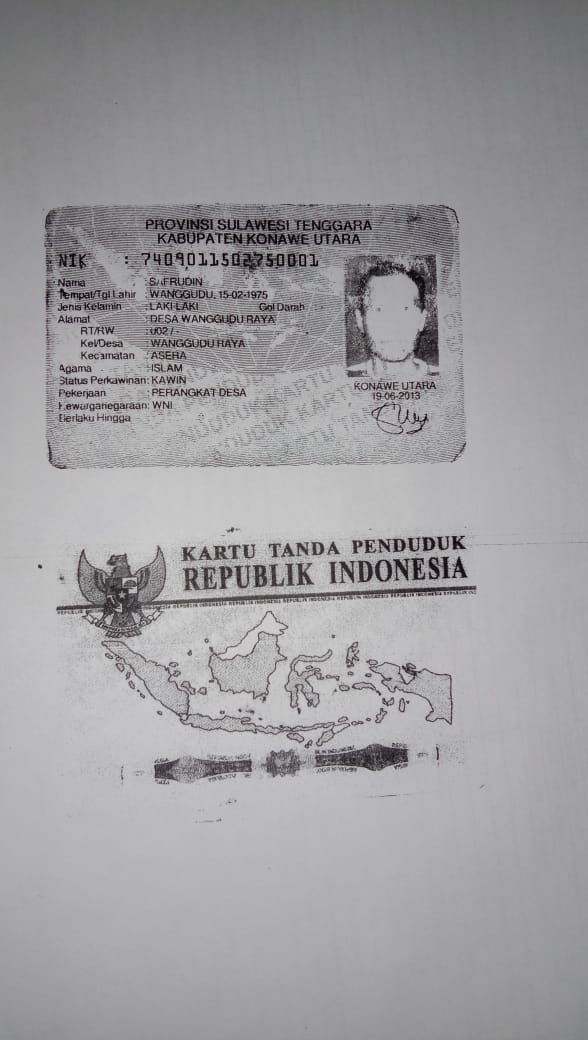 PROVINSI SULAWESI TENGGARA
KABUPATEN KONAWE UTARA
NIK : 7409011502750001
Nama : SAFRUDIN
Tempat/Tgl Lahir : WANGGUDU, 15-02-1975
Jenis Kelamin : LAKI-LAKI Gol Darah
Alamat : DESA WANGGUDU RAYA
RT/RW : 002 / -
Kel/Desa : WANGGUDU RAYA
Kecamatan : ASERA
Agama : ISLAM
Status Perkawinan: KAWIN
Pekerjaan : PERANGKAT DESA
Kewarganegaraan: WNI
Berlaku Hingga
KONAWE UTARA
19-06-2013
KARTU TANDA PENDUDUK
REPUBLIK INDONESIA